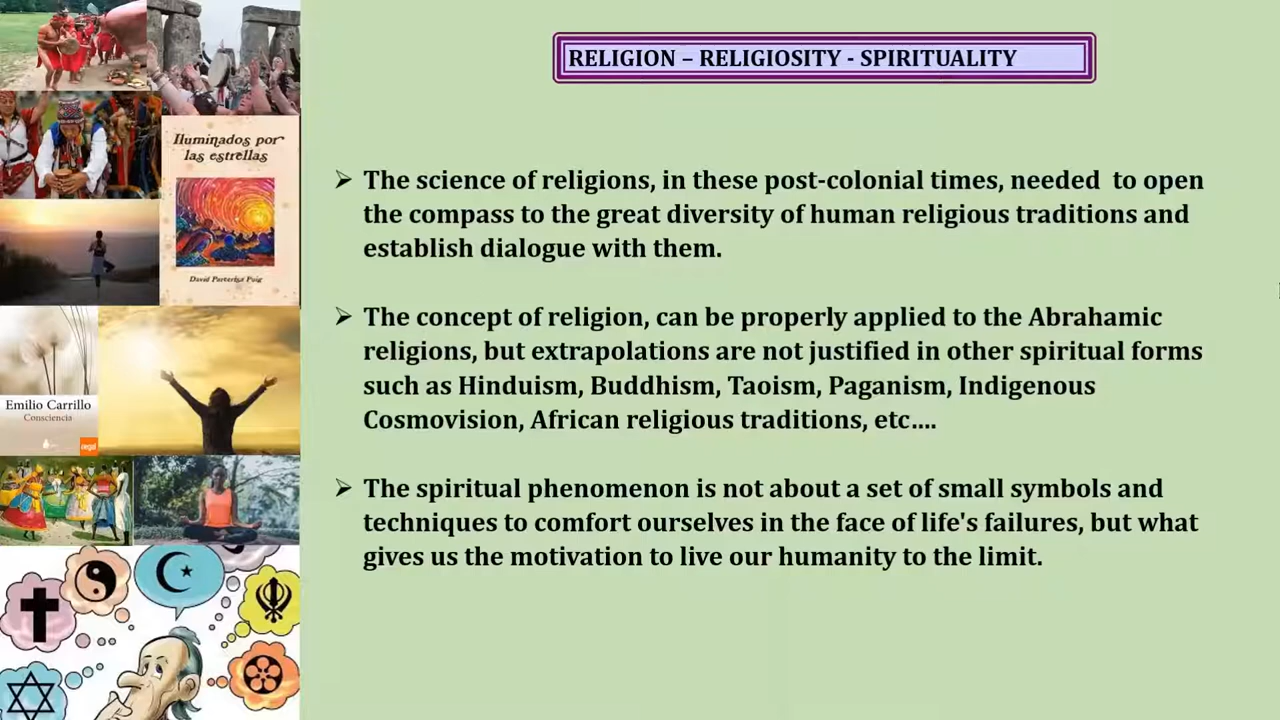 RELIGION – RELIGIOSITY - SPIRITUALITY
Iluminados por
las estrellas
David Parterisa Puig
Emilio Carrillo
Consciencia
➢ The science of religions, in these post-colonial times, needed to open
the compass to the great diversity of human religious traditions and
establish dialogue with them.
➢ The concept of religion, can be properly applied to the Abrahamic
religions, but extrapolations are not justified in other spiritual forms
such as Hinduism, Buddhism, Taoism, Paganism, Indigenous
Cosmovision, African religious traditions, etc….
➢ The spiritual phenomenon is not about a set of small symbols and
techniques to comfort ourselves in the face of life's failures, but what
gives us the motivation to live our humanity to the limit.